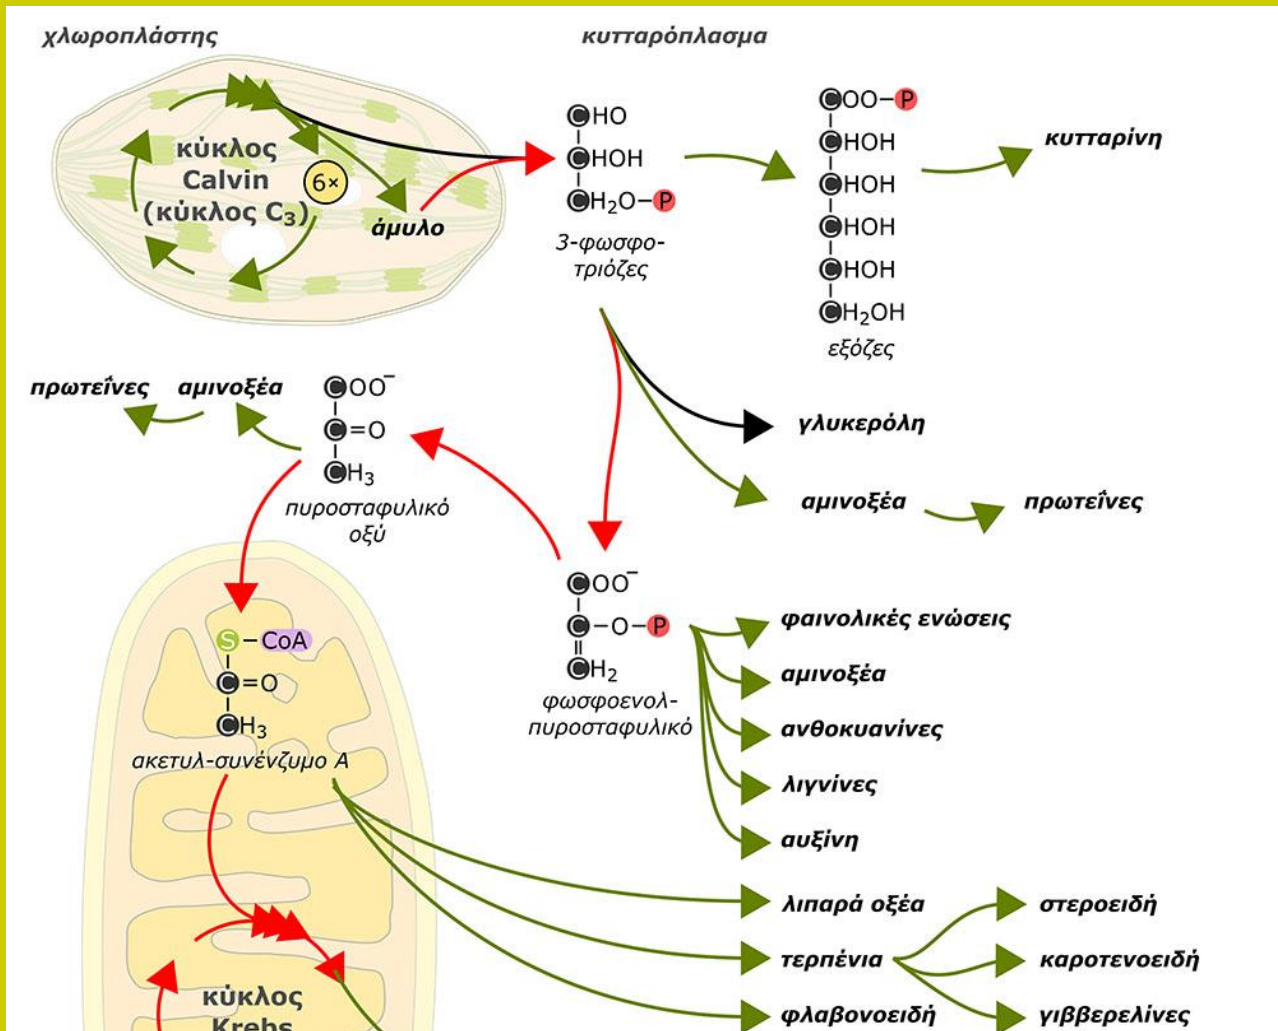 χλωροπλάστης
κυτταρόπλασμα
κύκλος
Calvin
(κύκλος C₃)
6×
άμυλο
CHO
CHOH
CH₂O–P
3-φωσφο-
τριόζες
COO–P
CHOH
CHOH
CHOH
CHOH
CH₂OH
εξόζες
κυτταρίνη
πρωτεΐνες
αμινοξέα
COO⁻
C=O
CH₃
πυροσταφυλικό
οξύ
γλυκερόλη
αμινοξέα
πρωτεΐνες
COO⁻
C–O–P
CH₂
φωσφοενολ-
πυροσταφυλικό
φαινολικές ενώσεις
αμινοξέα
ανθοκυανίνες
λιγνίνες
αυξίνη
S–CoA
C=O
CH₃
ακετυλ-συνένζυμο Α
λιπαρά οξέα
τερπένια
φλαβονοειδή
στεροειδή
καροτενοειδή
γιββερελίνες
κύκλος
Krebs